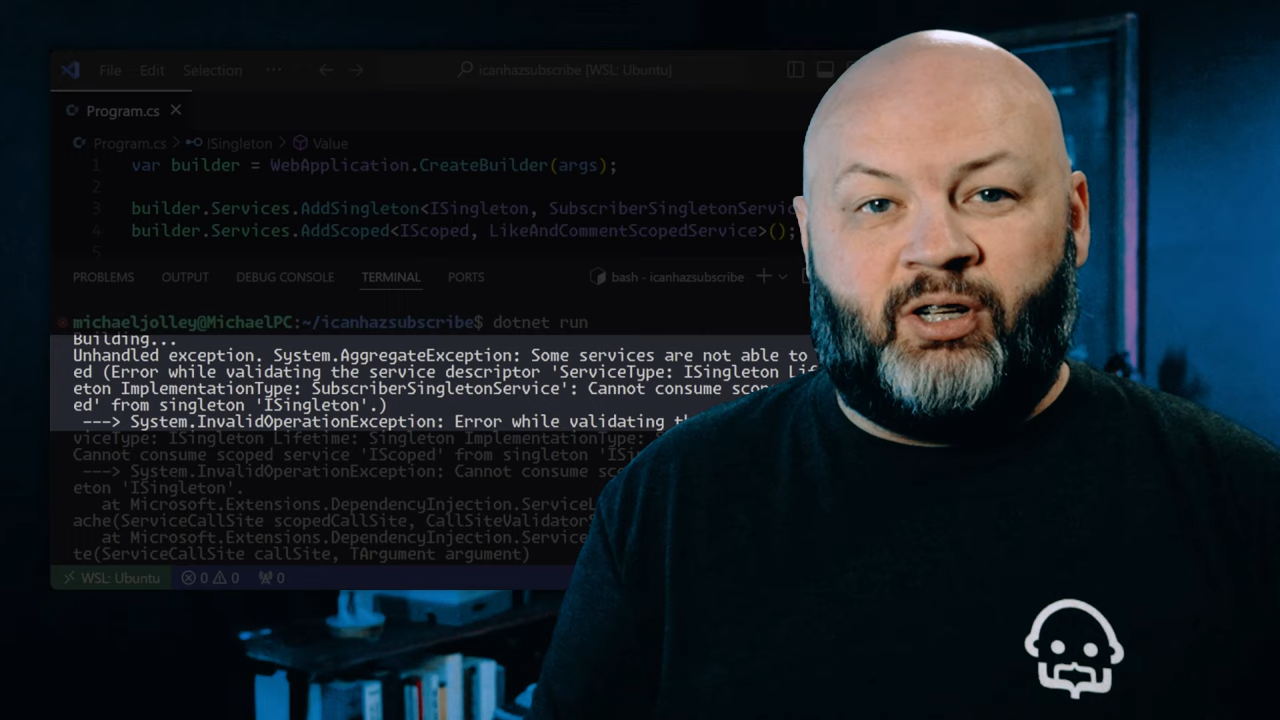 File Edit Selection ··· icanhazsubscribe [WSL: Ubuntu]
Program.cs
Program.cs > ISingleton > Value
1 var builder = WebApplication.CreateBuilder(args);
2
3 builder.Services.AddSingleton<ISingleton, SubscriberSingletonServic
4 builder.Services.AddScoped<IScoped, LikeAndCommentScopedService>();
5
PROBLEMS OUTPUT DEBUG CONSOLE TERMINAL PORTS bash - icanhazsubscribe
michaeljolley@MichaelPC:~/icanhazsubscribe$ dotnet run
Building...
Unhandled exception. System.AggregateException: Some services are not able to
ed (Error while validating the service descriptor 'ServiceType: ISingleton Lif
eton ImplementationType: SubscriberSingletonService': Cannot consume scop
ed' from singleton 'ISingleton'.)
---> System.InvalidOperationException: Error while validating th
viceType: ISingleton Lifetime: Singleton ImplementationType:
Cannot consume scoped service 'IScoped' from singleton 'ISi
---> System.InvalidOperationException: Cannot consume sco
eton 'ISingleton'.
at Microsoft.Extensions.DependencyInjection.ServiceL
ache(ServiceCallSite scopedCallSite, CallSiteValidatorS
at Microsoft.Extensions.DependencyInjection.Service
te(ServiceCallSite callSite, TArgument argument)
WSL: Ubuntu 0 0 0